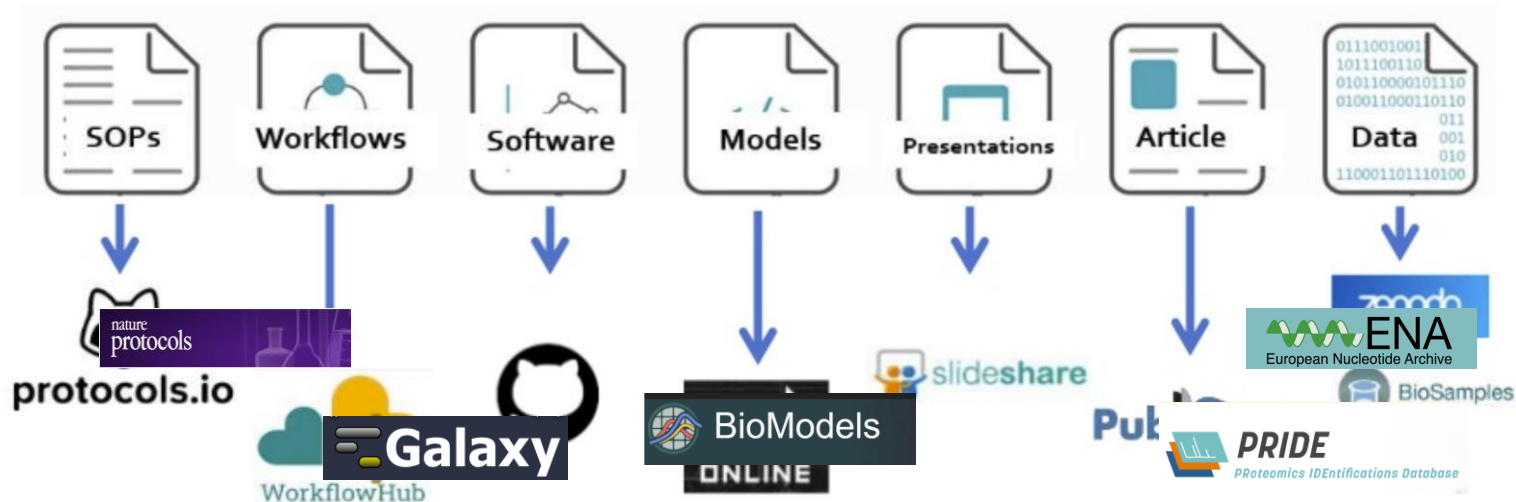 SOPs
Workflows
Software
Models
Presentations
Article
Data
0111001001
1011100110
010110000101110
010011000110110
011
001
010
110001101110100
nature
protocols
protocols.io
WorkflowHub
Galaxy
BioModels
ONLINE
slideshare
zenodo
ENA
European Nucleotide Archive
BioSamples
PRIDE
PRoteomics IDEntifications Database